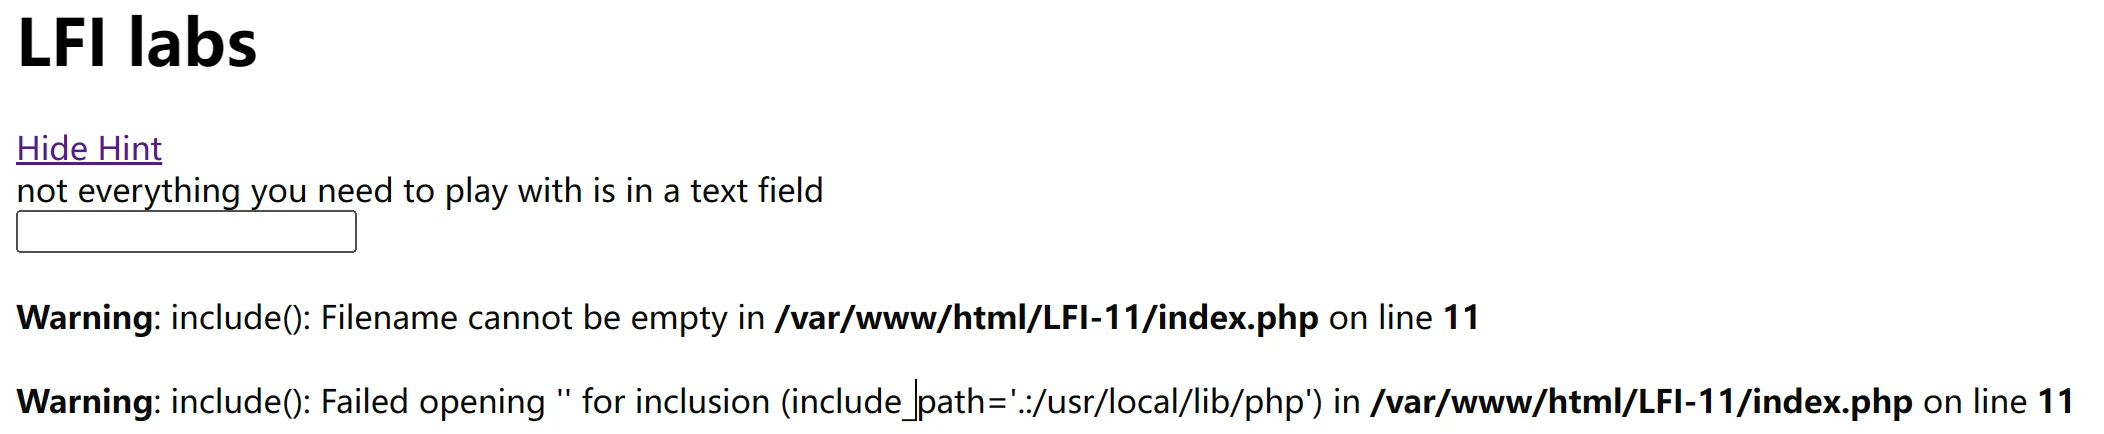 LFI labs
Hide Hint
not everything you need to play with is in a text field
Warning: include(): Filename cannot be empty in /var/www/html/LFI-11/index.php on line 11
Warning: include(): Failed opening '' for inclusion (include_path='.:/usr/local/lib/php') in /var/www/html/LFI-11/index.php on line 11